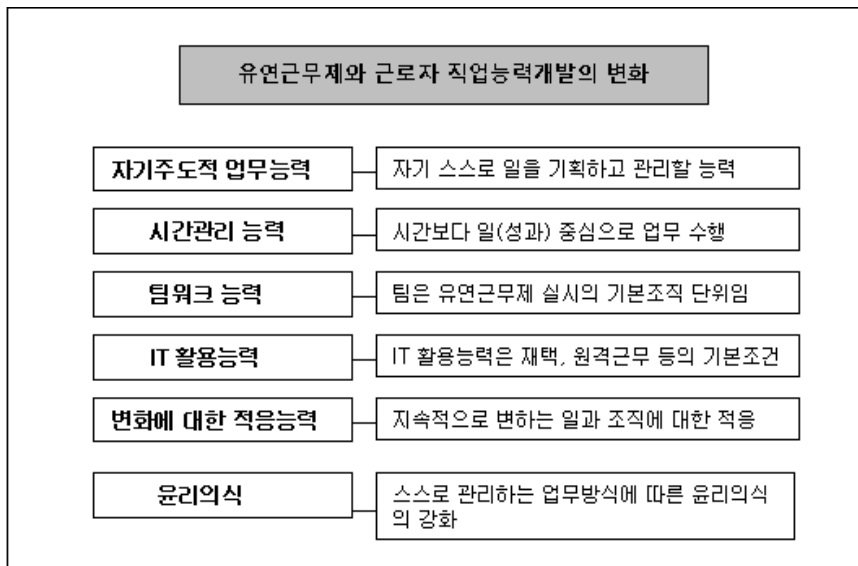 유연근무제와 근로자 직업능력개발의 변화
자기주도적 업무능력
자기 스스로 일을 기획하고 관리할 능력
시간관리 능력
시간보다 일(성과) 중심으로 업무 수행
팀워크 능력
팀은 유연근무제 실시의 기본조직 단위임
IT 활용능력
IT 활용능력은 재택, 원격근무 등의 기본조건
변화에 대한 적응능력
지속적으로 변하는 일과 조직에 대한 적응
윤리의식
스스로 관리하는 업무방식에 따른 윤리의식
의 강화